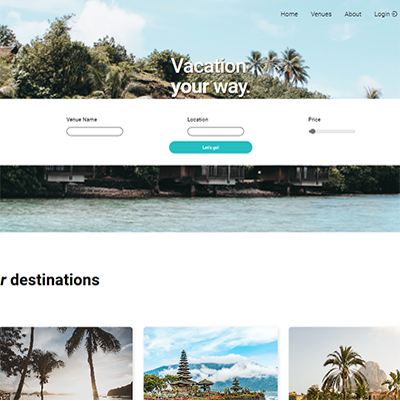 Home Venues About Login
Vacation
your way.
Venue Name Location Price
Let's go!
r destinations